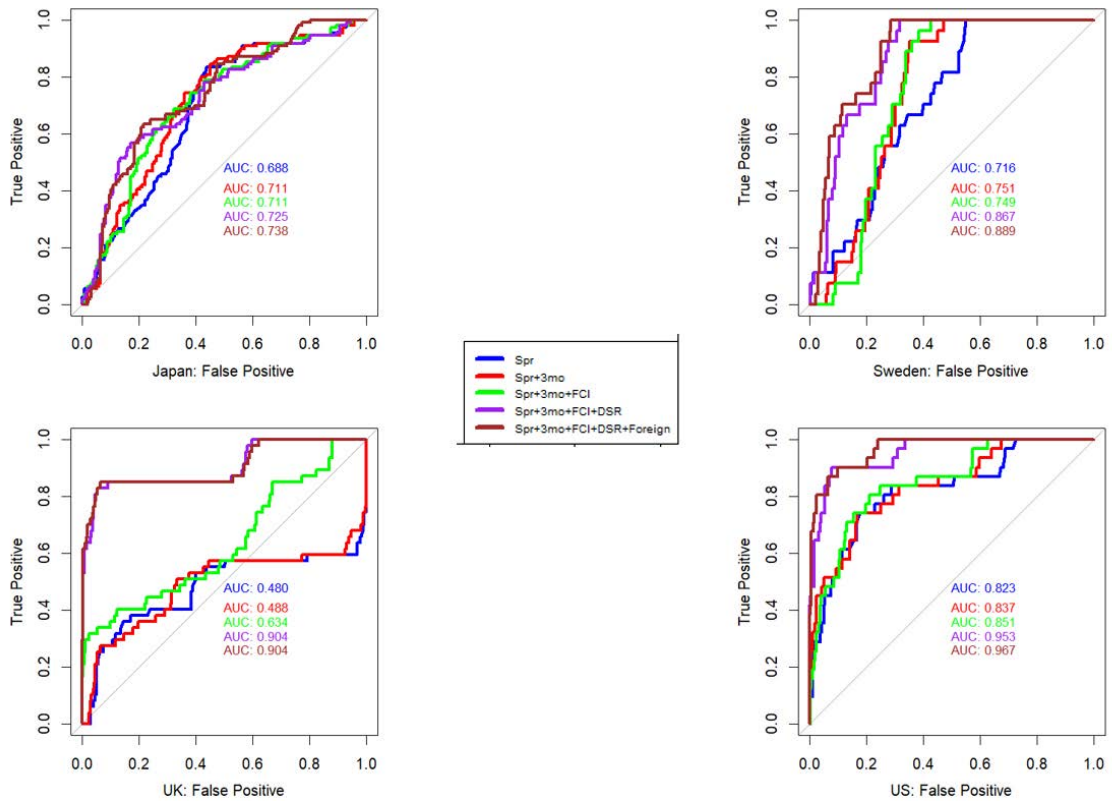 True Positive
0.0 0.2 0.4 0.6 0.8 1.0
AUC: 0.688
AUC: 0.711
AUC: 0.711
AUC: 0.725
AUC: 0.738
0.0 0.2 0.4 0.6 0.8 1.0
Japan: False Positive
True Positive
0.0 0.2 0.4 0.6 0.8 1.0
AUC: 0.716
AUC: 0.751
AUC: 0.749
AUC: 0.867
AUC: 0.889
0.0 0.2 0.4 0.6 0.8 1.0
Sweden: False Positive
Spr
Spr+3mo
Spr+3mo+FCI
Spr+3mo+FCI+DSR
Spr+3mo+FCI+DSR+Foreign
True Positive
0.0 0.2 0.4 0.6 0.8 1.0
AUC: 0.480
AUC: 0.488
AUC: 0.634
AUC: 0.904
AUC: 0.904
0.0 0.2 0.4 0.6 0.8 1.0
UK: False Positive
True Positive
0.0 0.2 0.4 0.6 0.8 1.0
AUC: 0.823
AUC: 0.837
AUC: 0.851
AUC: 0.953
AUC: 0.967
0.0 0.2 0.4 0.6 0.8 1.0
US: False Positive